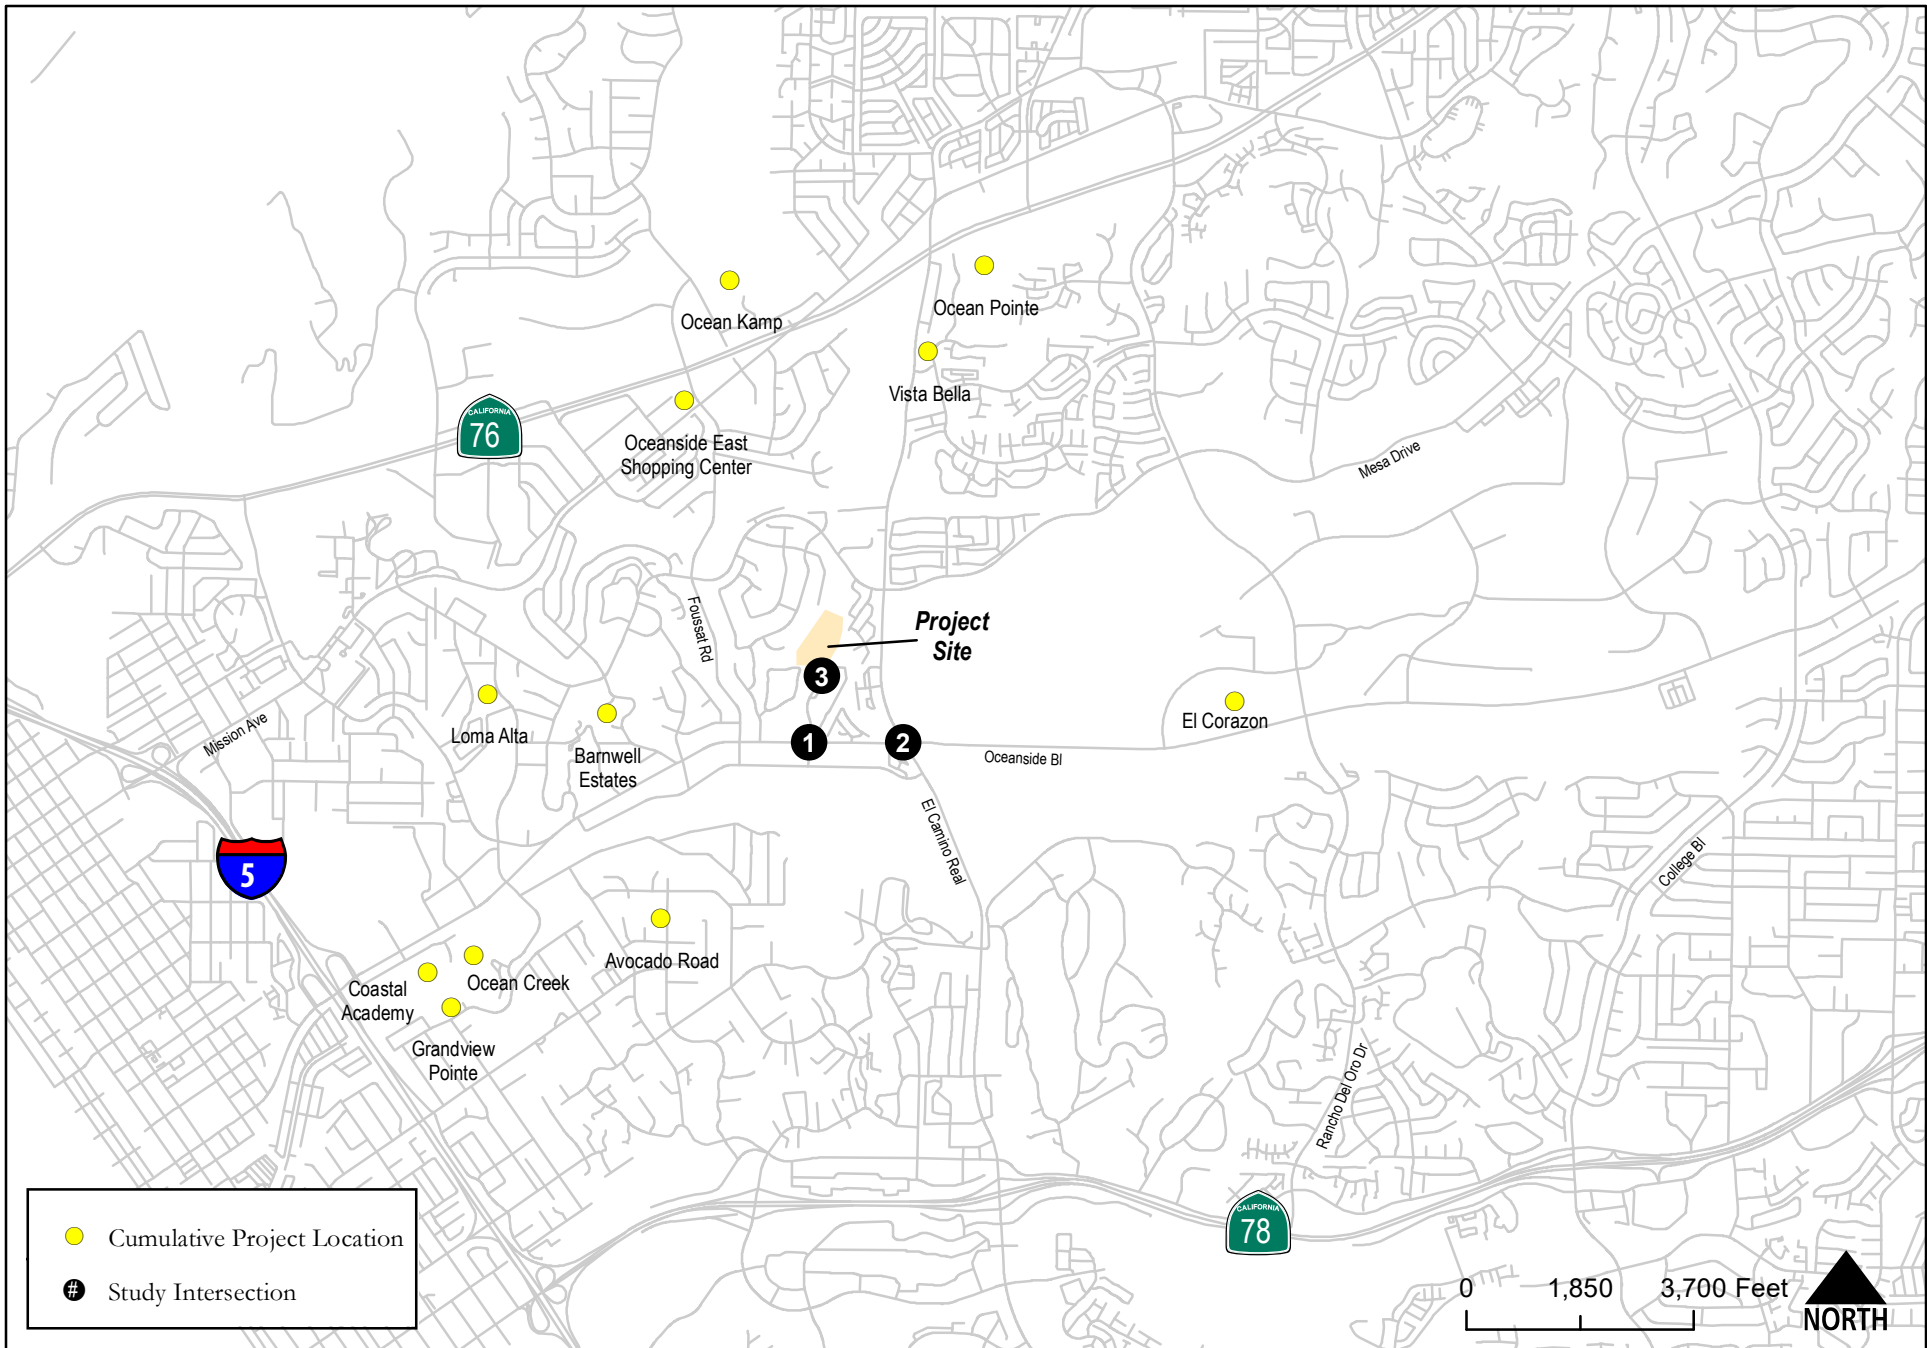 Ocean Kamp
Ocean Pointe
Vista Bella
CALIFORNIA
76
Oceanside East
Shopping Center
Mesa Drive
Foussat Rd
Project
Site
3
Mission Ave
Loma Alta
Barnwell
Estates
1
2
Oceanside Bl
El Corazon
El Camino Real
College Bl
5
Avocado Road
Ocean Creek
Coastal
Academy
Grandview
Pointe
Rancho Del Oro Dr
CALIFORNIA
78
Cumulative Project Location
# Study Intersection
0 1,850 3,700 Feet
NORTH